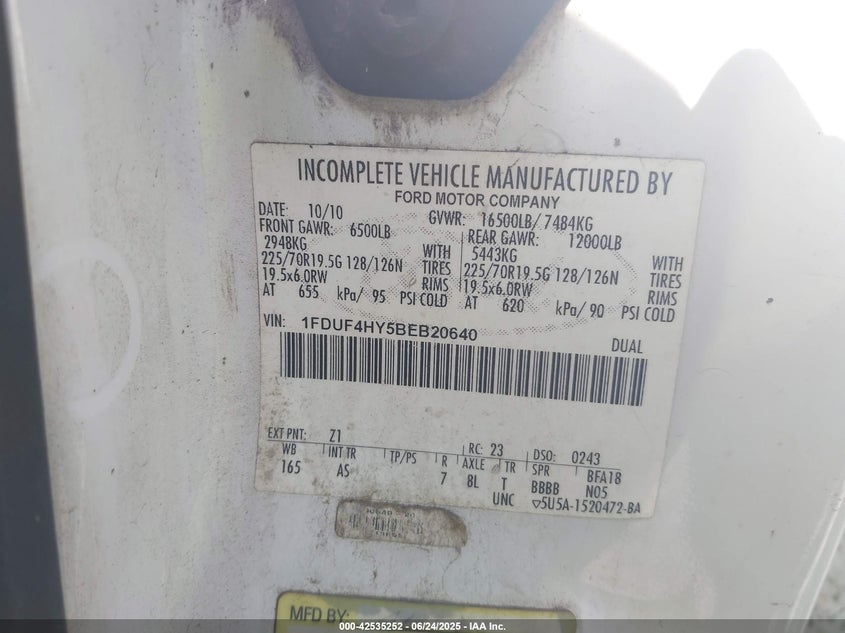 INCOMPLETE VEHICLE MANUFACTURED BY
FORD MOTOR COMPANY
DATE: 10/10 GVWR: 16500LB/ 7484KG
FRONT GAWR: 6500LB REAR GAWR: 12000LB
2948KG WITH 5443KG WITH
225/70R19.5G 128/126N TIRES 225/70R19.5G 128/126N TIRES
19.5x6.0RW RIMS 19.5x6.0RW RIMS
AT 655 kPa/ 95 PSI COLD AT 620 kPa/ 90 PSI COLD
VIN: 1FDUF4HY5BEB20640 DUAL
EXT PNT: Z1 RC: 23 DSO: 0243
WB INT TR TP/PS R AXLE TR SPR BFA18
165 AS 7 8L T BBBB N05
UNC ▽5U5A-1520472-BA
MFD BY:
000-42535252 | 06/24/2025 - IAA Inc.